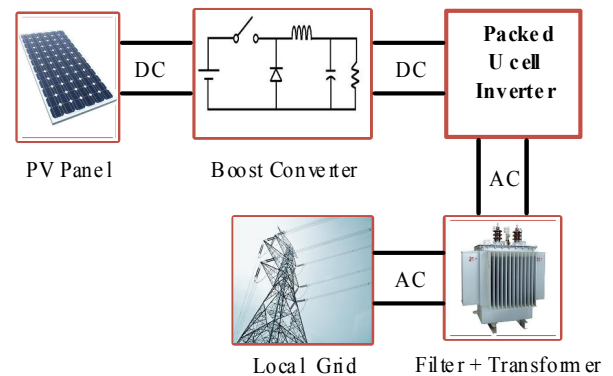 DC
DC
Packed
U cell
Inverter
PV Panel
Boost Converter
AC
AC
Local Grid
Filter + Transformer